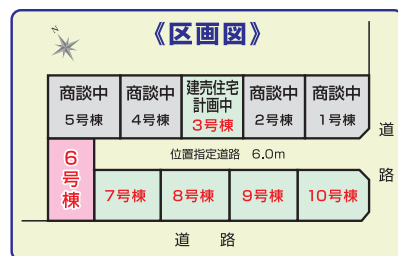 《区画図》
N
商談中
5号棟
商談中
4号棟
建売住宅
計画中
3号棟
商談中
2号棟
商談中
1号棟
道路
6号棟
位置指定道路 6.0m
7号棟
8号棟
9号棟
10号棟
道 路